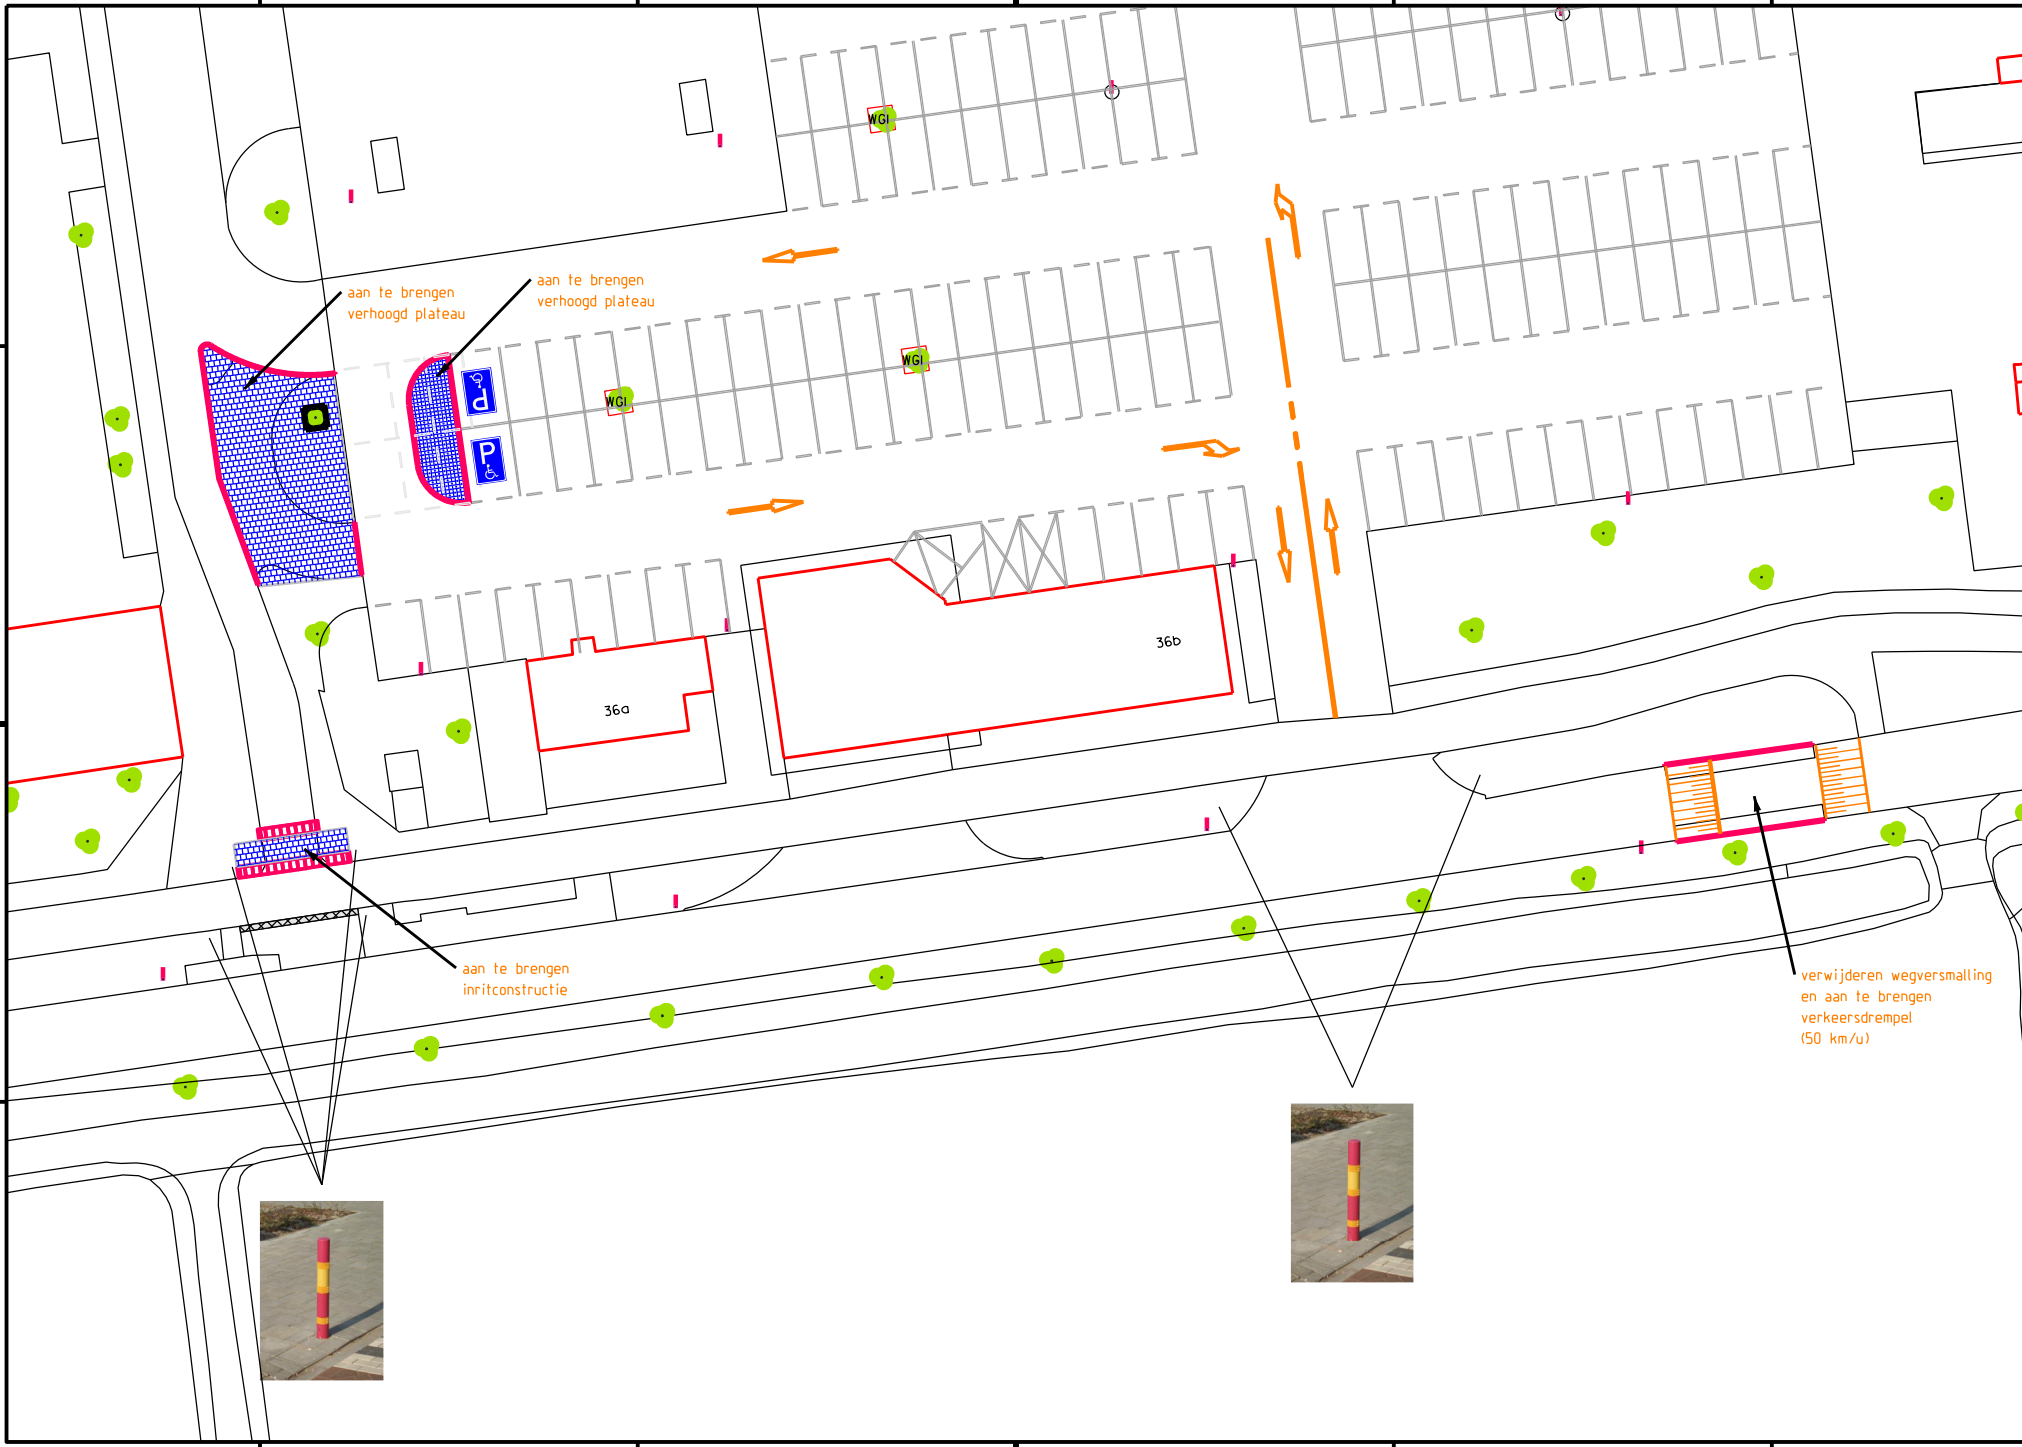 WGI
aan te brengen
verhoogd plateau
aan te brengen
verhoogd plateau
WGI
WGI
P
P
36a
36b
aan te brengen
inritconstructie
verwijderen wegversmalling
en aan te brengen
verkeersdrempel
(50 km/u)